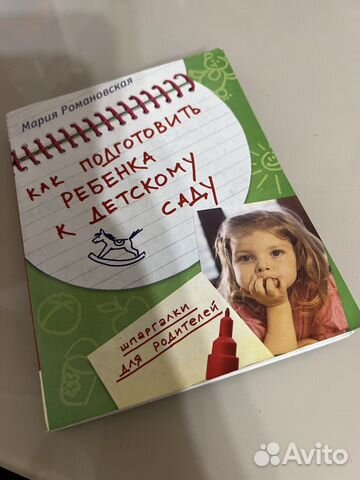 Мария Романовская
КАК ПОДГОТОВИТЬ
РЕБЕНКА
К ДЕТСКОМУ
САДУ
шпаргалки
для родителей
Avito